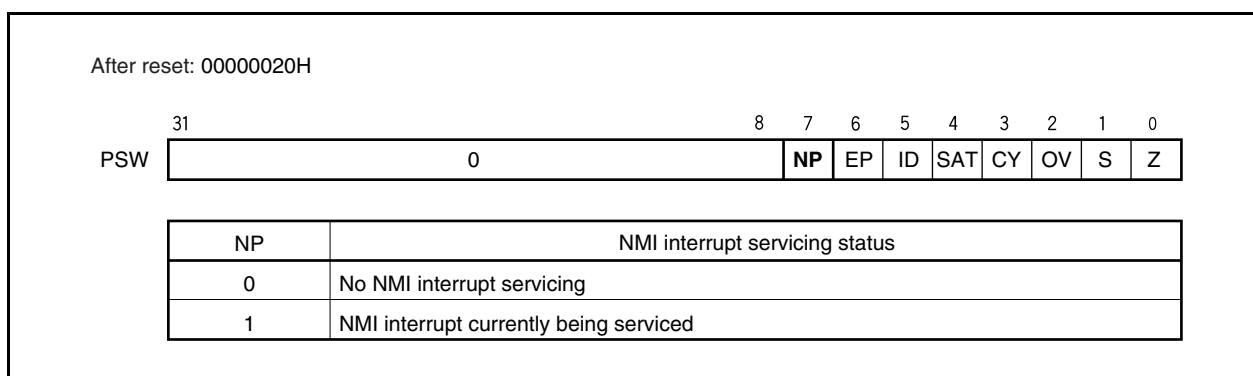 After reset: 00000020H
31 8 7 6 5 4 3 2 1 0
PSW 0 NP EP ID SAT CY OV S Z
NP NMI interrupt servicing status
0 No NMI interrupt servicing
1 NMI interrupt currently being serviced